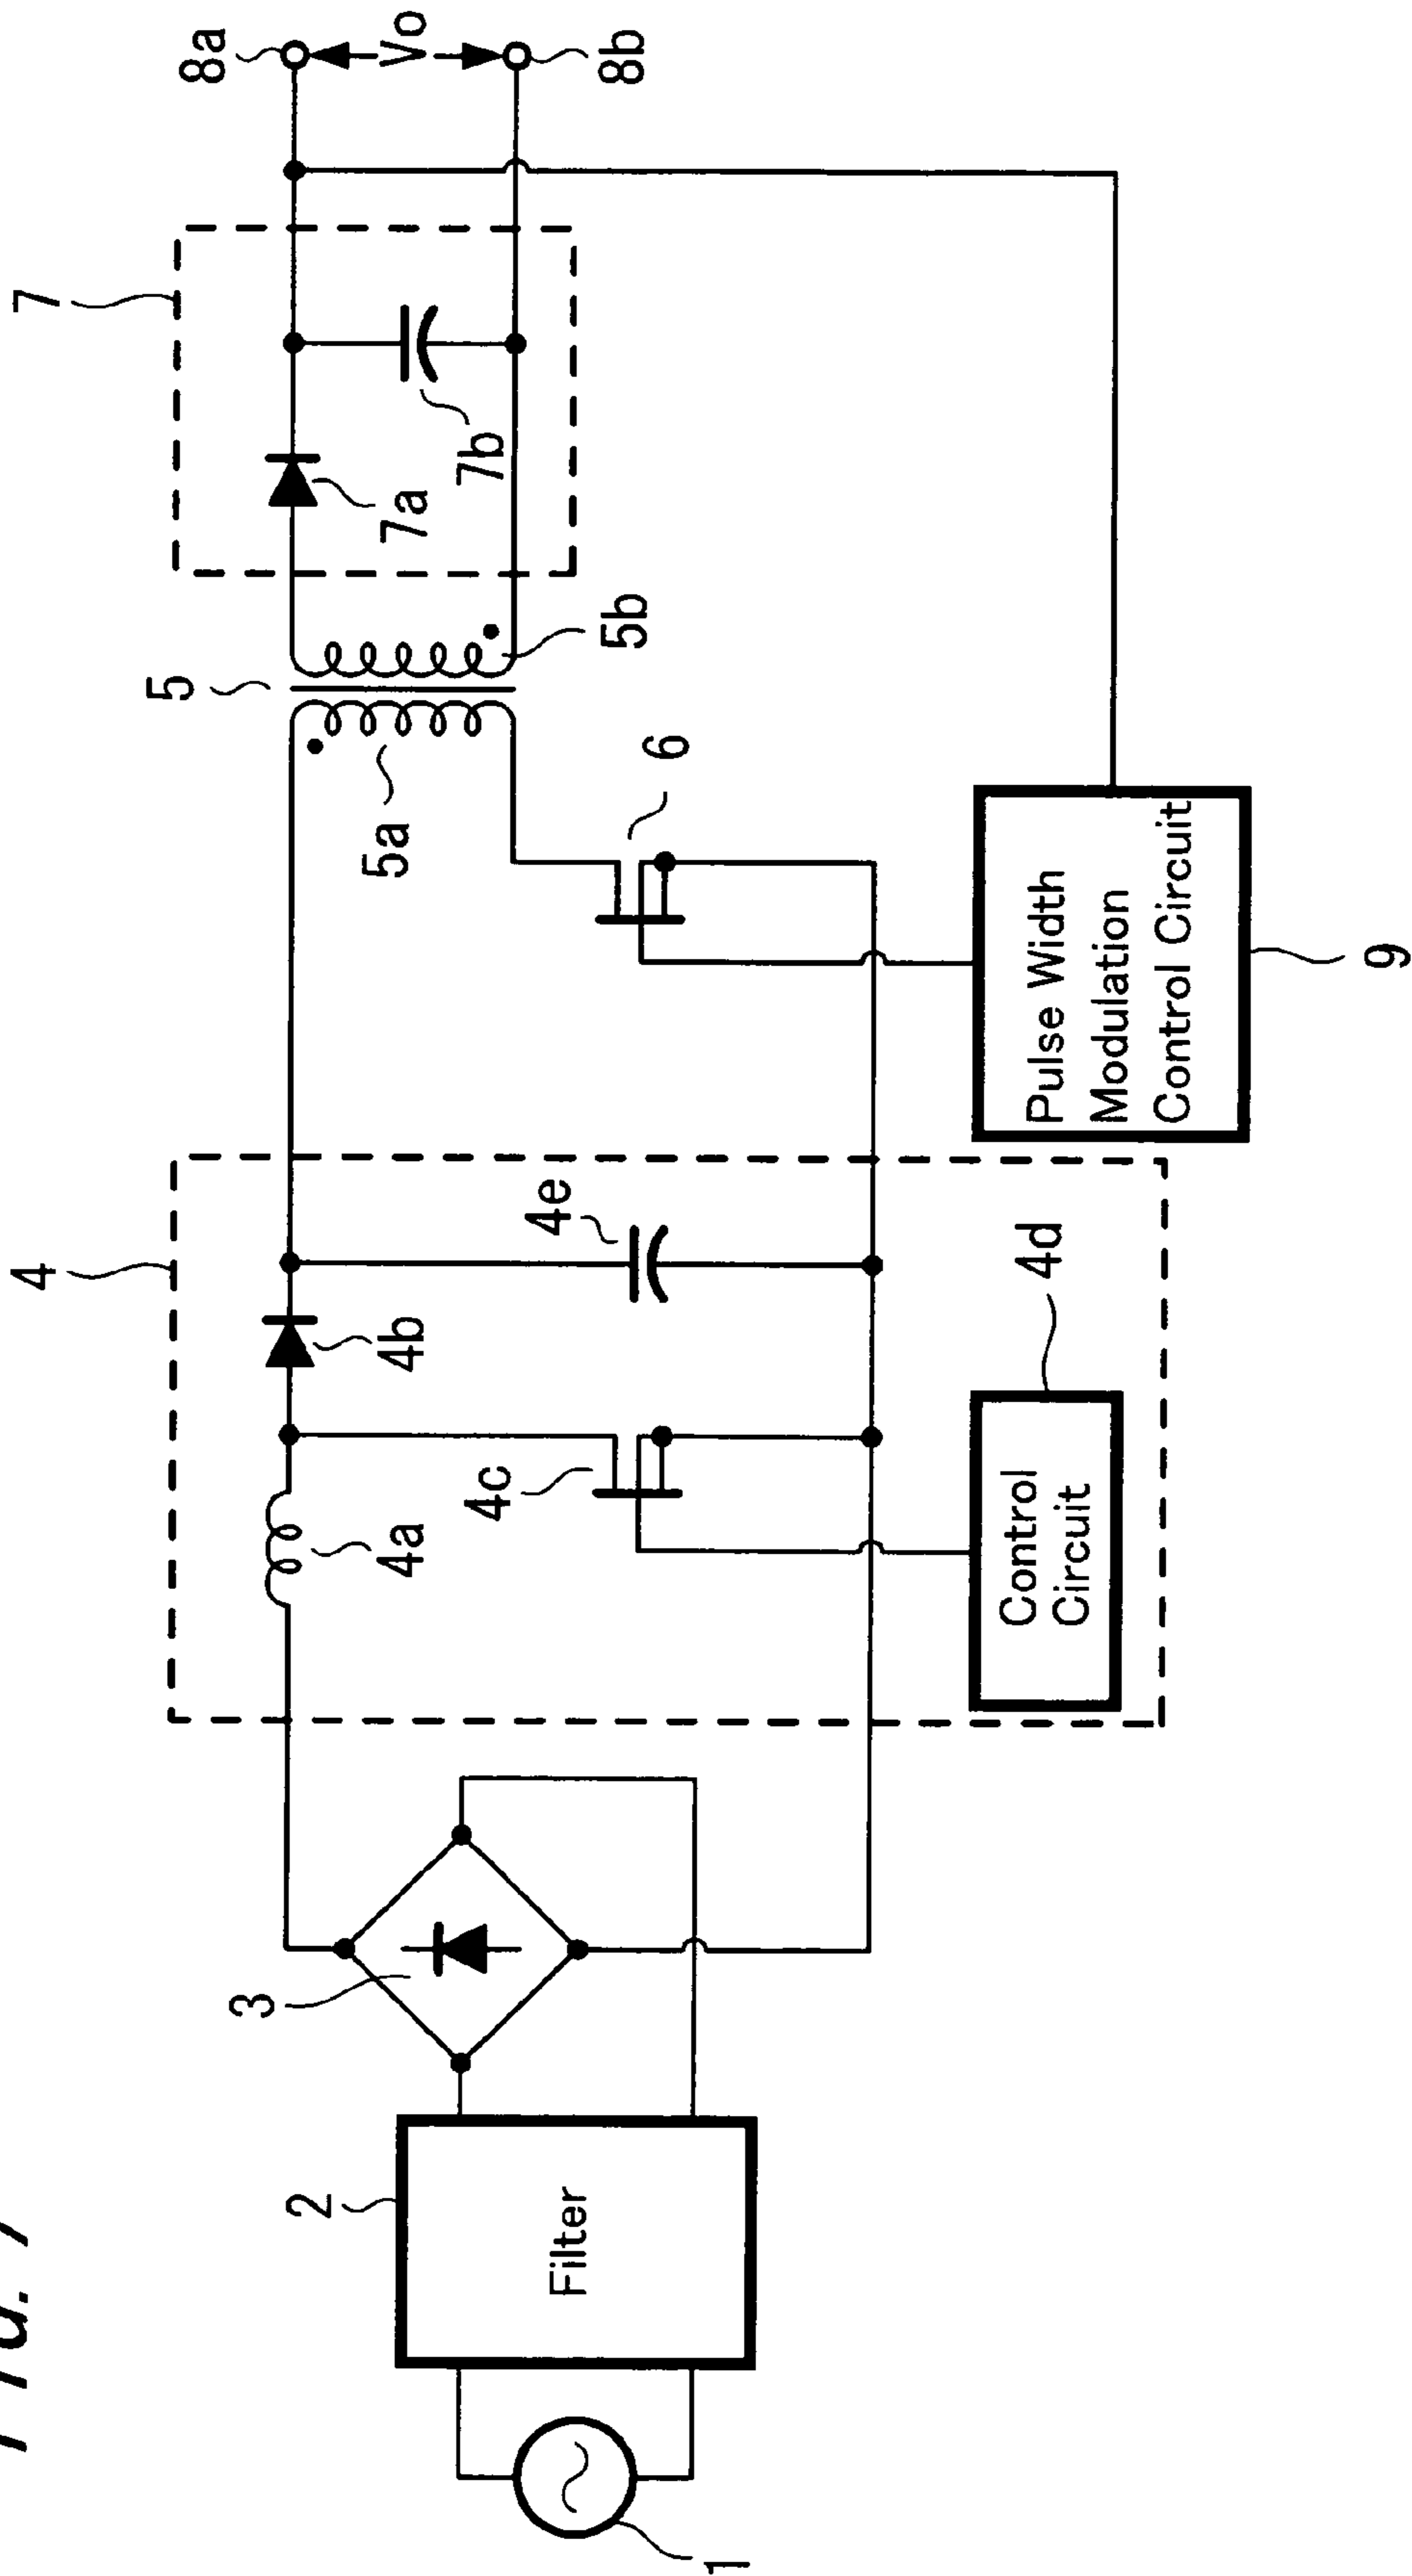 FIG.
4
7
5
8a
3
2
4a
4b
5a
7a
Vo
7b
4c
4e
5b
8b
6
Filter
1
Control
Circuit
4d
Pulse Width
Modulation
Control Circuit
9